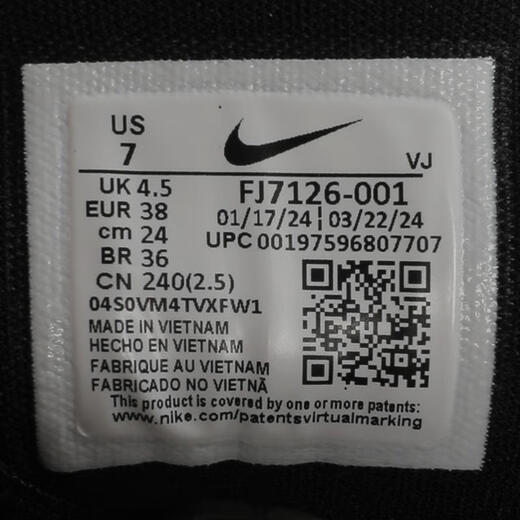 US
7
VJ
UK 4.5
EUR 38
cm 24
BR 36
CN 240(2.5)
FJ7126-001
01/17/24 ¦ 03/22/24
UPC 00197596807707
04S0VM4TVXFW1
MADE IN VIETNAM
HECHO EN VIETNAM
FABRIQUE AU VIETNAM
FABRICADO NO VIETNÃ
This product is covered by one or more patents:
www.nike.com/patentsvirtualmarking